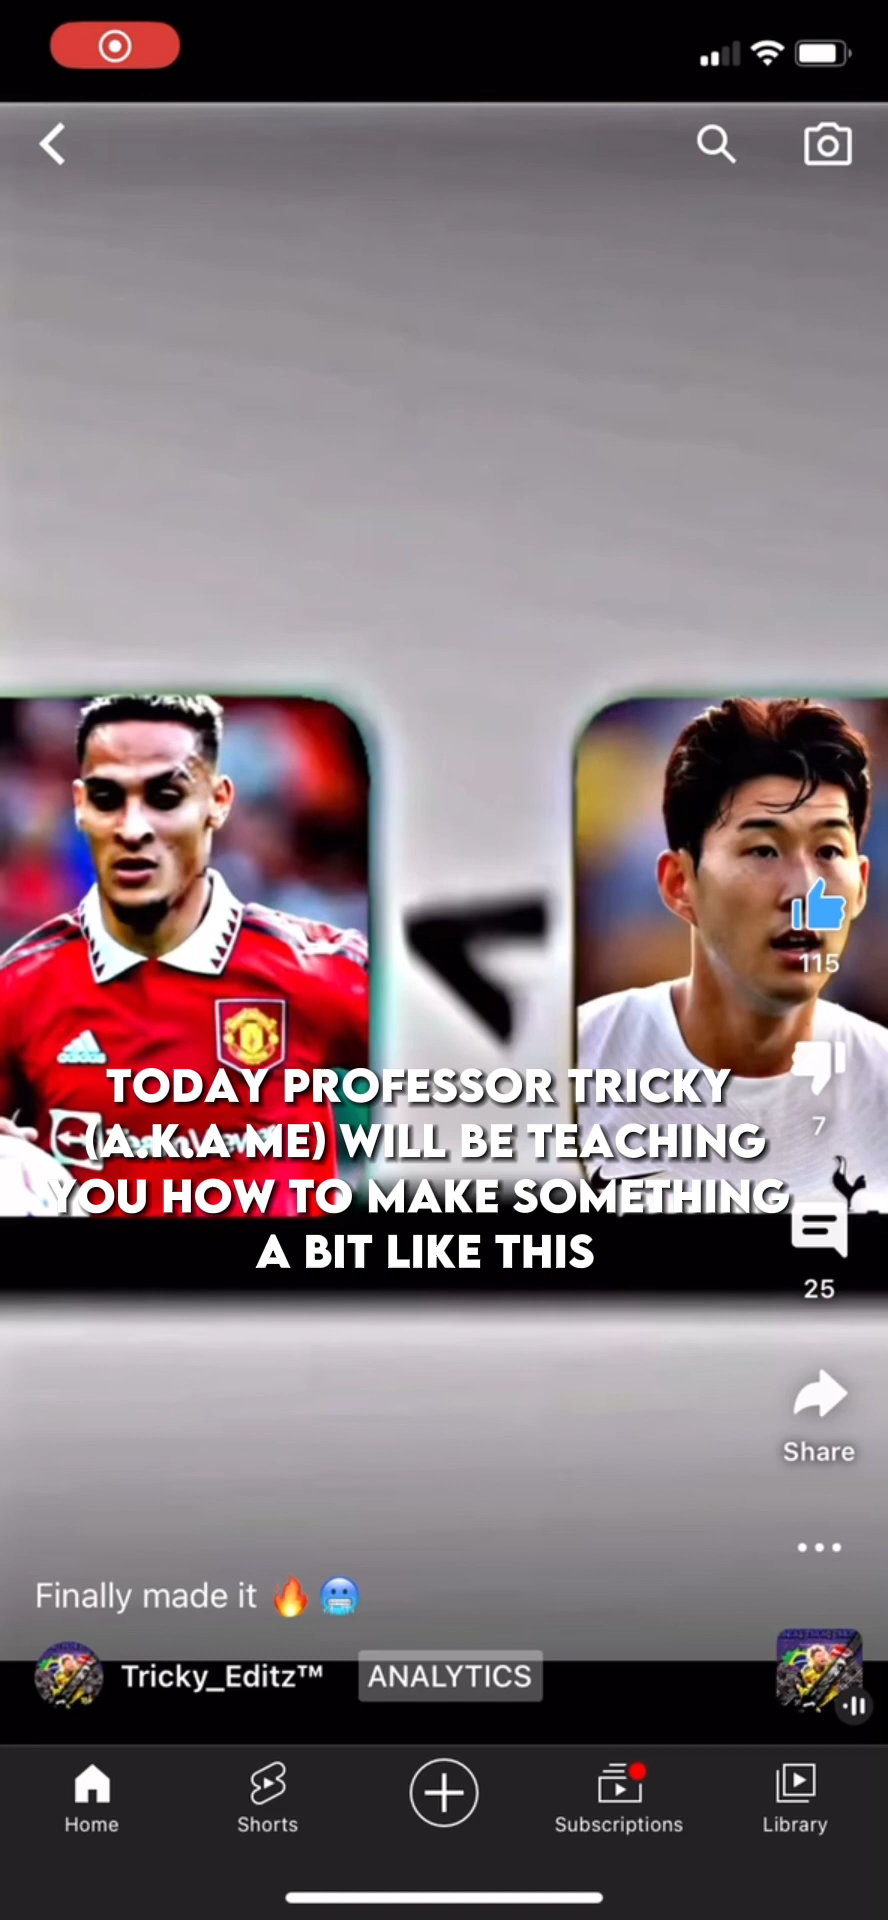 TODAY PROFESSOR TRICKY
(A.K.A ME) WILL BE TEACHING
YOU HOW TO MAKE SOMETHING
A BIT LIKE THIS
115
7
25
Share
Finally made it 🔥 🥶
Tricky_Editz™ ANALYTICS
Home Shorts Subscriptions Library